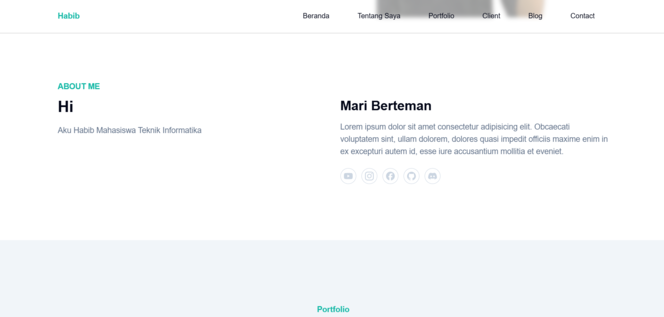 Habib
Beranda
Tentang Saya
Portfolio
Client
Blog
Contact
ABOUT ME
Hi
Aku Habib Mahasiswa Teknik Informatika
Mari Berteman
Lorem ipsum dolor sit amet consectetur adipisicing elit. Obcaecati
voluptatem sint, ullam dolorem, dolores quasi impedit officiis maxime enim in
ex excepturi autem id, esse iure accusantium mollitia et eveniet.
Portfolio